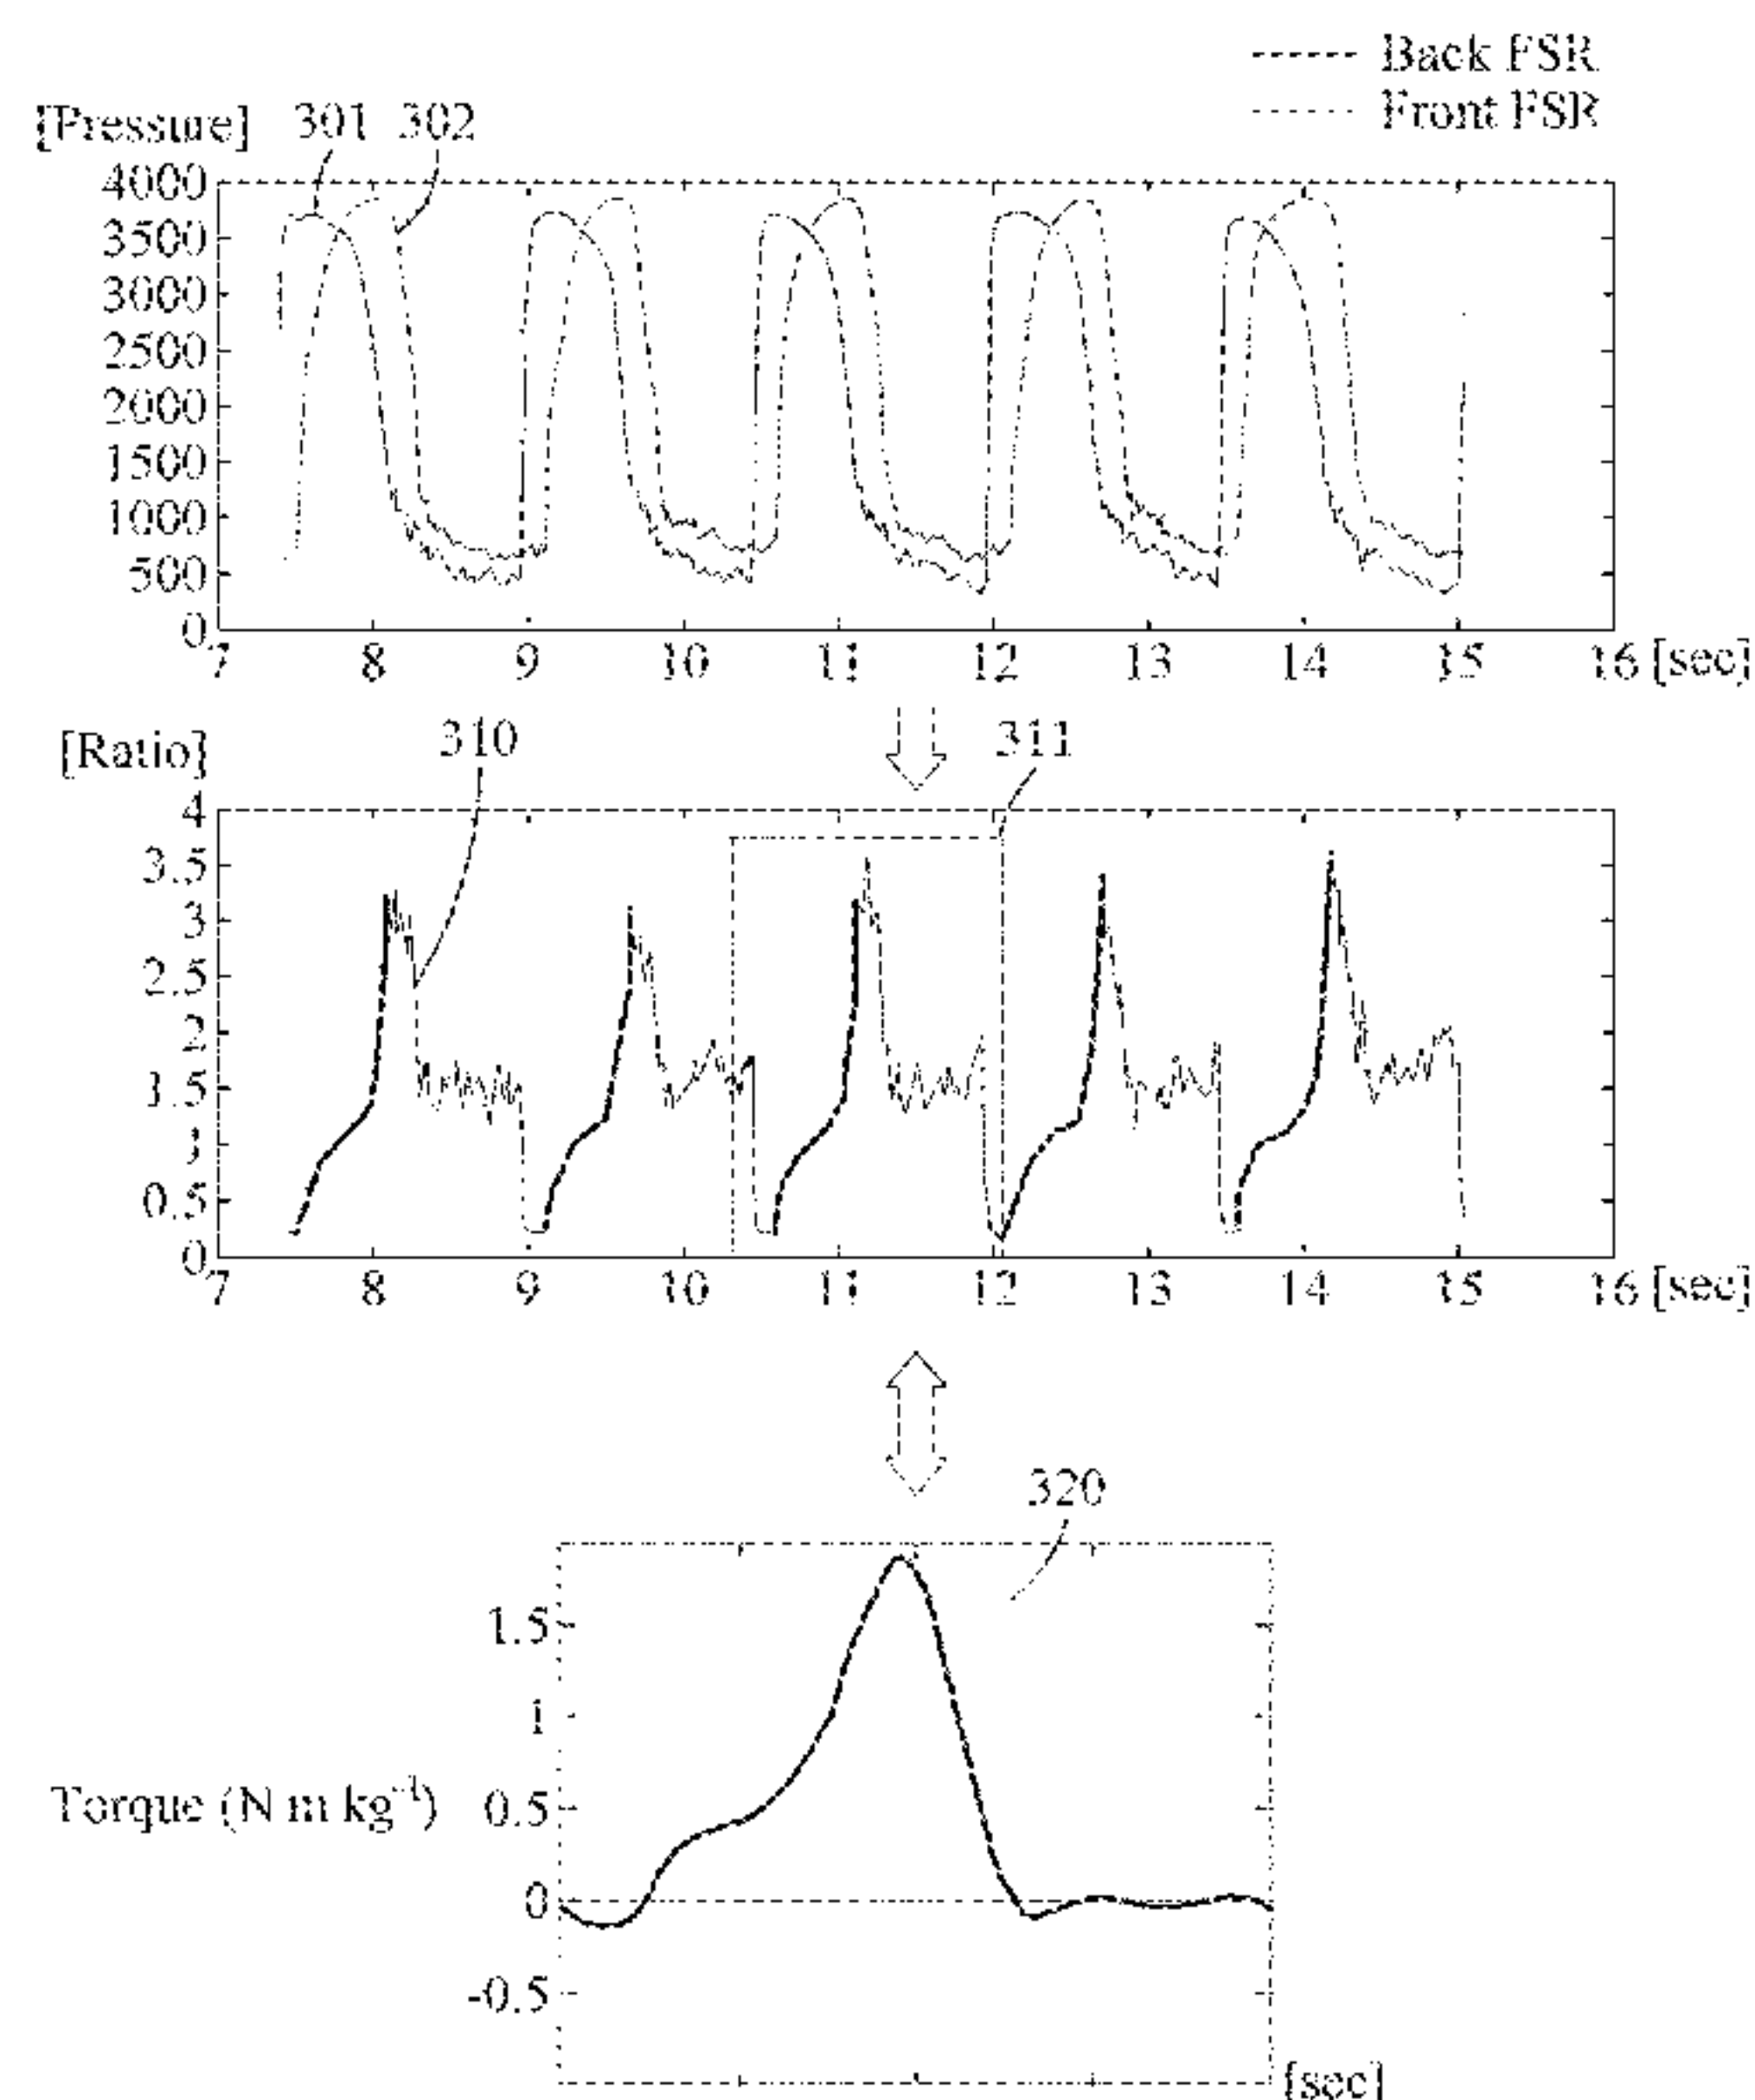 Back FSR
Front FSR
[Pressure] 301 302
4000
3500
3000
2500
2000
1500
1000
500
0
7 8 9 10 11 12 13 14 15 16 [sec]
[Ratio] 310 311
4
3.5
3
2.5
2
1.5
1
0.5
0
7 8 9 10 11 12 13 14 15 16 [sec]
320
1.5
1
Torque (N m kg⁻¹) 0.5
0
-0.5
[sec]